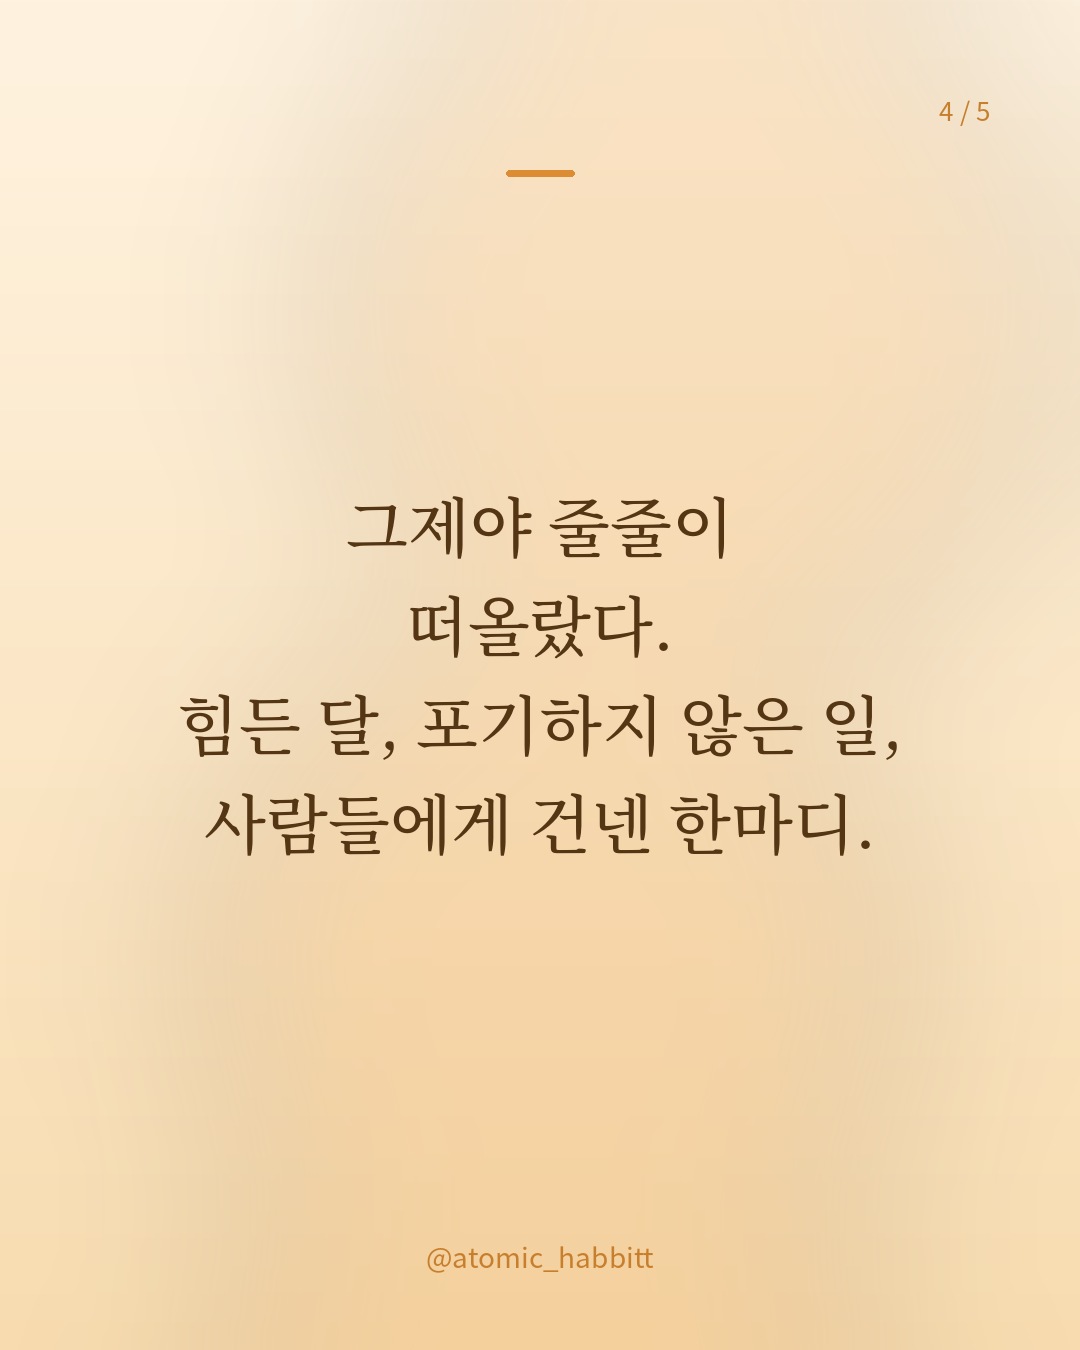 4 / 5
그제야 줄줄이
떠올랐다.
힘든 달, 포기하지 않은 일,
사람들에게 건넨 한마디.
@atomic_habbitt